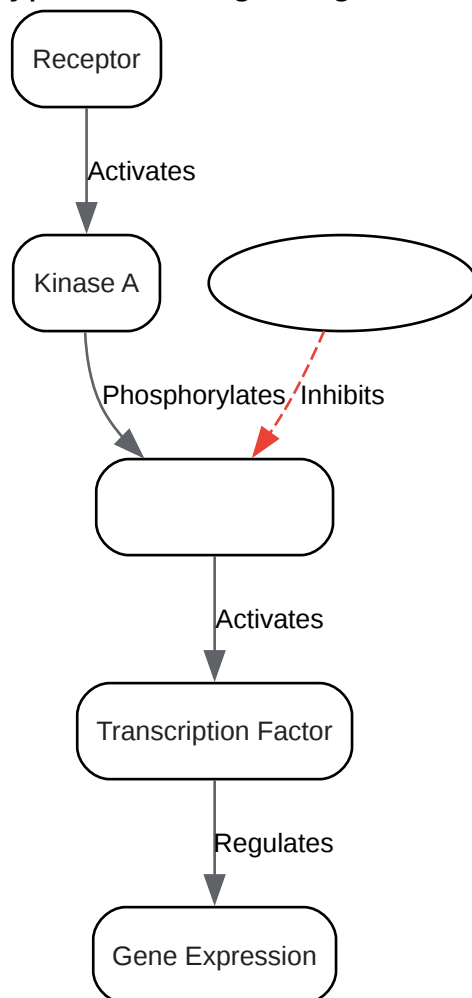 Receptor
Activates
Kinase A
Phosphorylates
Inhibits
Activates
Transcription Factor
Regulates
Gene Expression